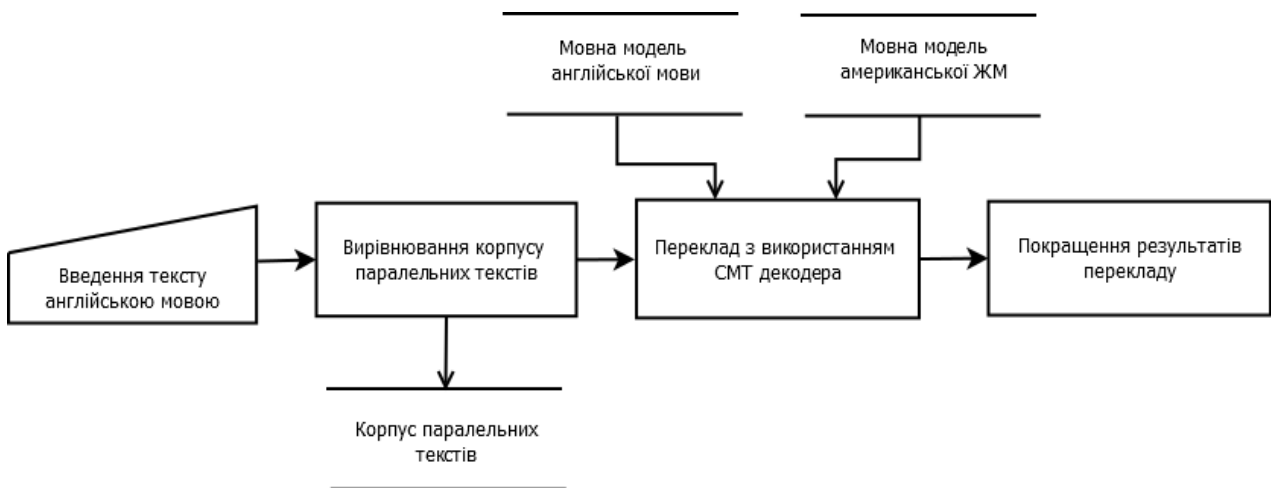 Мовна модель
англійської мови
Мовна модель
американської ЖМ
Введення тексту
англійською мовою
Вирівнювання корпусу
паралельних текстів
Переклад з використанням
СМТ декодера
Покращення результатів
перекладу
Корпус паралельних
текстів